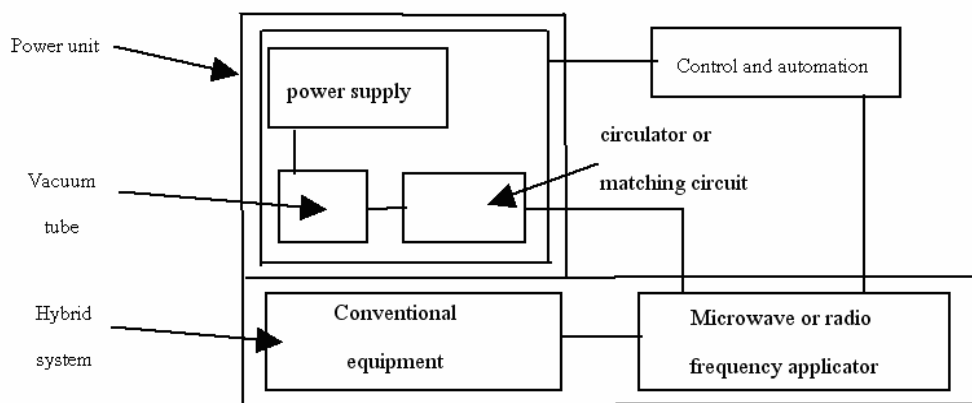 Power unit
power supply
Control and automation
circulator or
matching circuit
Vacuum
tube
Hybrid
system
Conventional
equipment
Microwave or radio
frequency applicator